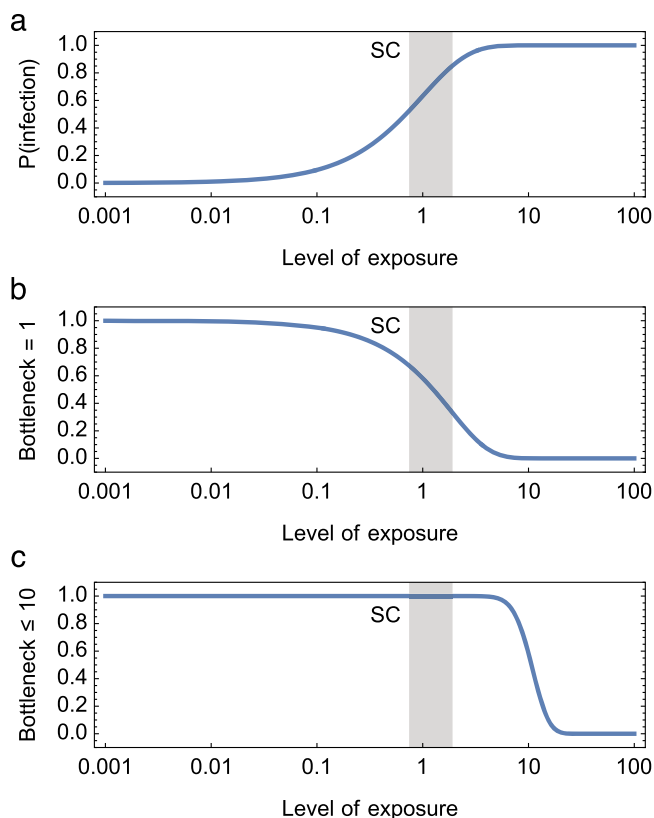 a
P(infection)
1.0
0.8
0.6
0.4
0.2
0.0
SC
0.001 0.01 0.1 1 10 100
Level of exposure
b
Bottleneck = 1
1.0
0.8
0.6
0.4
0.2
0.0
SC
0.001 0.01 0.1 1 10 100
Level of exposure
c
Bottleneck ≤ 10
1.0
0.8
0.6
0.4
0.2
0.0
SC
0.001 0.01 0.1 1 10 100
Level of exposure